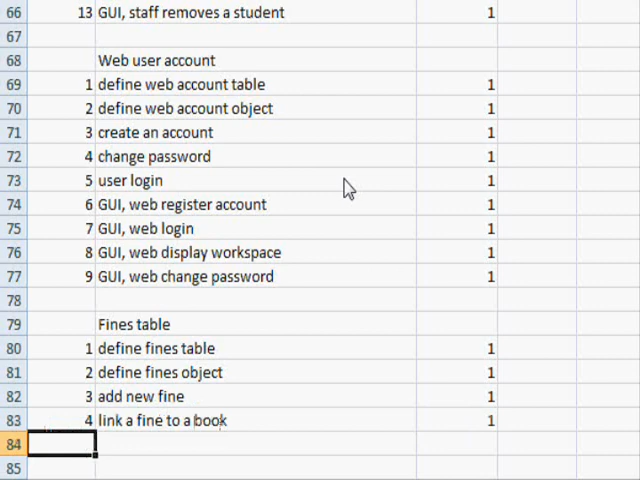 66 13 GUI, staff removes a student 1
67
68 Web user account
69 1 define web account table 1
70 2 define web account object 1
71 3 create an account 1
72 4 change password 1
73 5 user login 1
74 6 GUI, web register account 1
75 7 GUI, web login 1
76 8 GUI, web display workspace 1
77 9 GUI, web change password 1
78
79 Fines table
80 1 define fines table 1
81 2 define fines object 1
82 3 add new fine 1
83 4 link a fine to a book 1
84
85